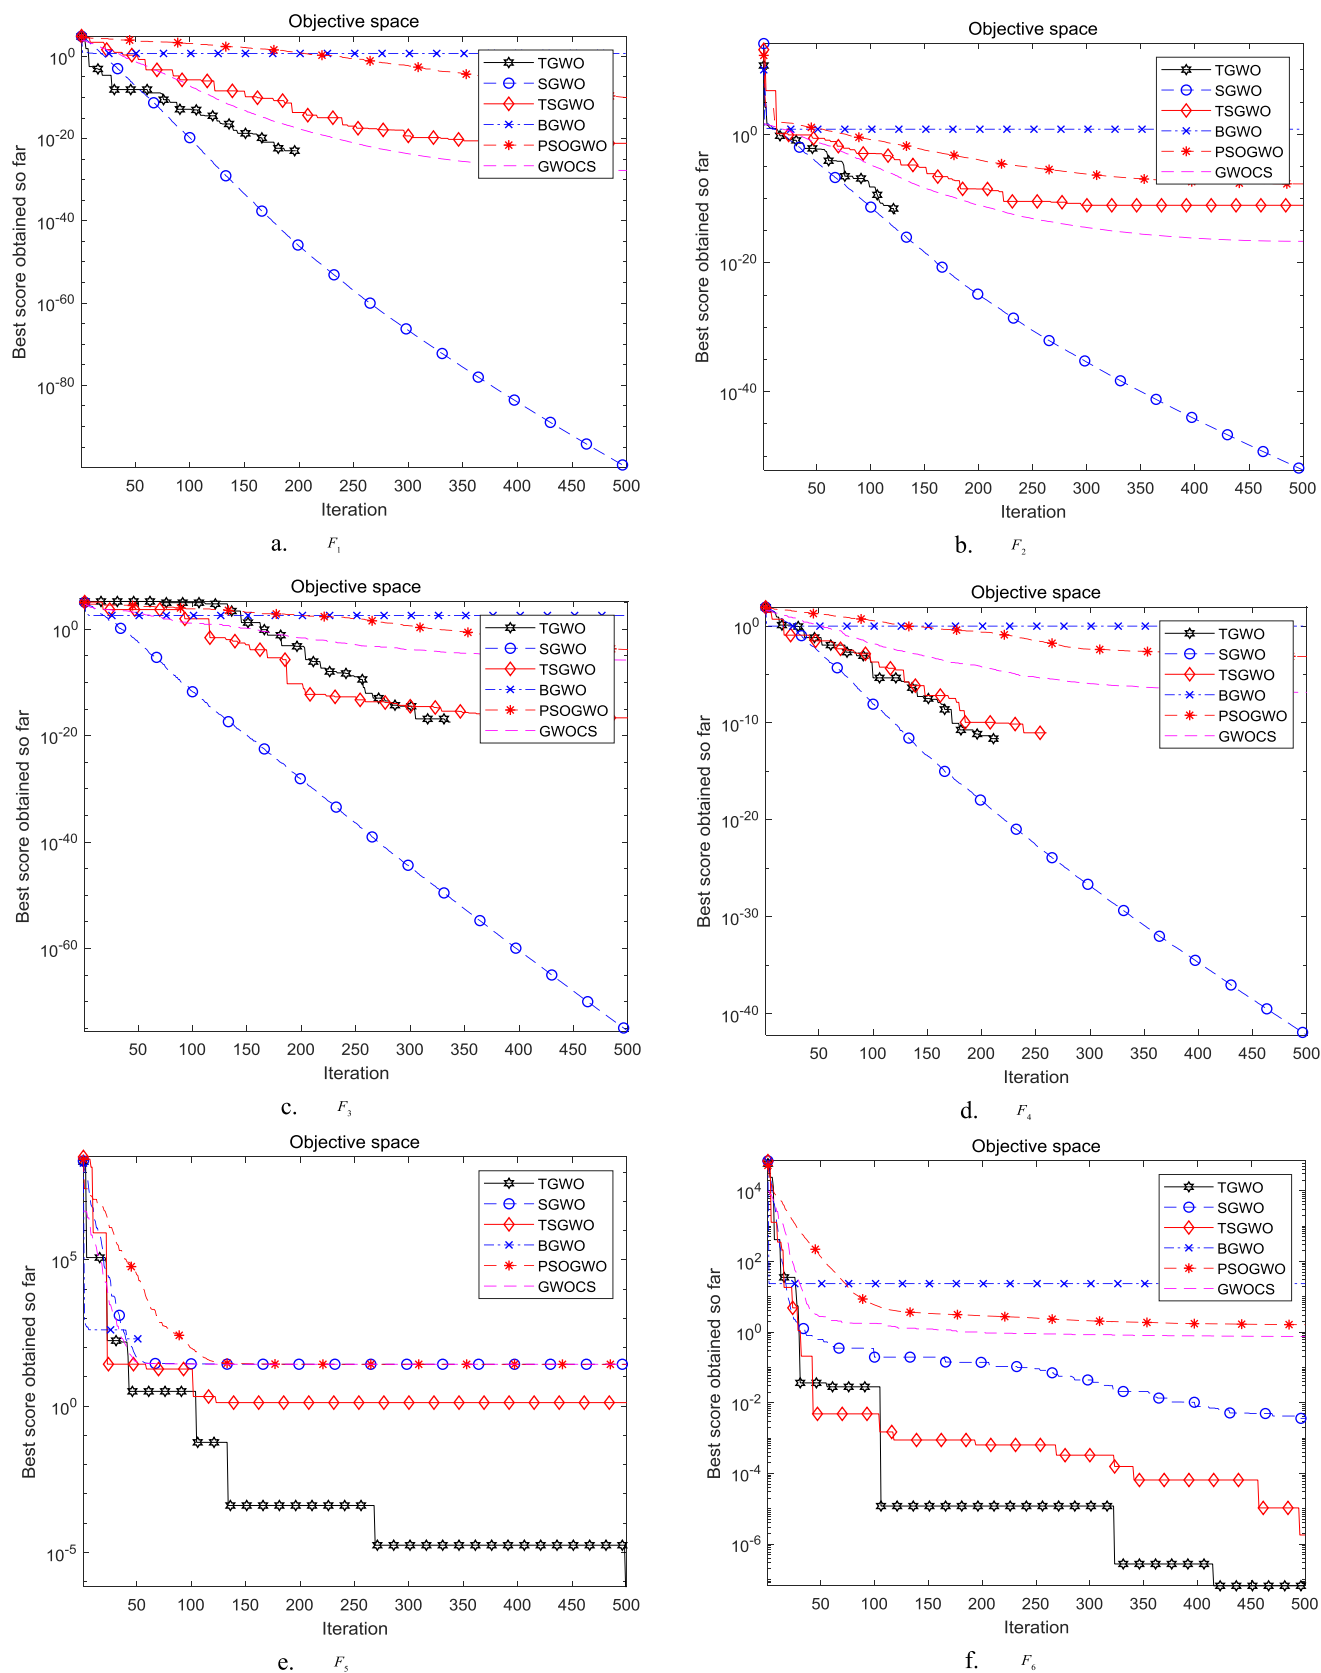 Objective space
Best score obtained so far
10^0
10^-20
10^-40
10^-60
10^-80
TGWO
SGWO
TSGWO
BGWO
PSOGWO
GWOCS
50 100 150 200 250 300 350 400 450 500
Iteration
a. F_1
Objective space
Best score obtained so far
10^0
10^-20
10^-40
TGWO
SGWO
TSGWO
BGWO
PSOGWO
GWOCS
50 100 150 200 250 300 350 400 450 500
Iteration
b. F_2
Objective space
Best score obtained so far
10^0
10^-20
10^-40
10^-60
TGWO
SGWO
TSGWO
BGWO
PSOGWO
GWOCS
50 100 150 200 250 300 350 400 450 500
Iteration
c. F_3
Objective space
Best score obtained so far
10^0
10^-10
10^-20
10^-30
10^-40
TGWO
SGWO
TSGWO
BGWO
PSOGWO
GWOCS
50 100 150 200 250 300 350 400 450 500
Iteration
d. F_4
Objective space
Best score obtained so far
10^5
10^0
10^-5
TGWO
SGWO
TSGWO
BGWO
PSOGWO
GWOCS
50 100 150 200 250 300 350 400 450 500
Iteration
e. F_5
Objective space
Best score obtained so far
10^4
10^2
10^0
10^-2
10^-4
10^-6
TGWO
SGWO
TSGWO
BGWO
PSOGWO
GWOCS
50 100 150 200 250 300 350 400 450 500
Iteration
f. F_6